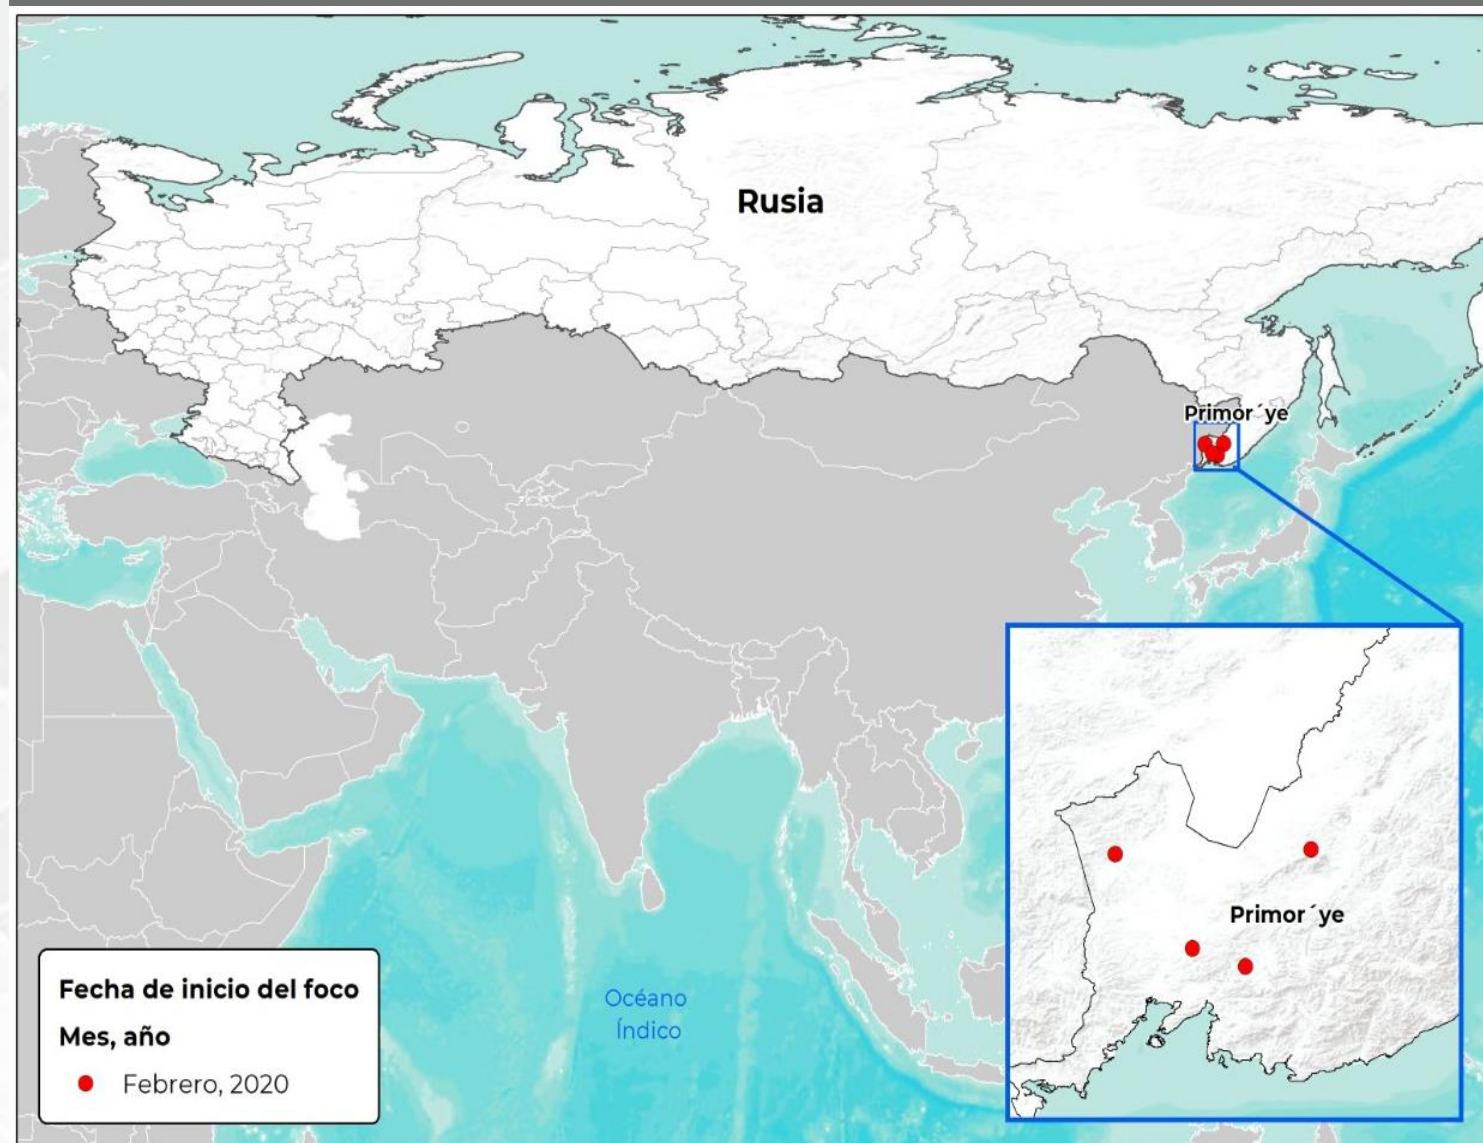 Rusia
Primor´ye
Primor´ye
Océano
Índico
Fecha de inicio del foco
Mes, año
Febrero, 2020